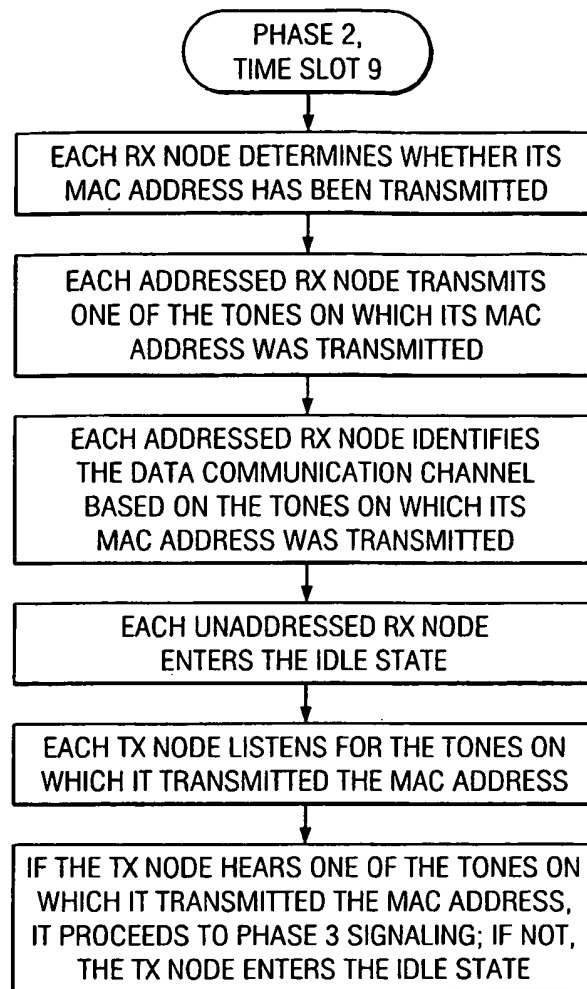 PHASE 2,
TIME SLOT 9
EACH RX NODE DETERMINES WHETHER ITS
MAC ADDRESS HAS BEEN TRANSMITTED
EACH ADDRESSED RX NODE TRANSMITS
ONE OF THE TONES ON WHICH ITS MAC
ADDRESS WAS TRANSMITTED
EACH ADDRESSED RX NODE IDENTIFIES
THE DATA COMMUNICATION CHANNEL
BASED ON THE TONES ON WHICH ITS
MAC ADDRESS WAS TRANSMITTED
EACH UNADDRESSED RX NODE
ENTERS THE IDLE STATE
EACH TX NODE LISTENS FOR THE TONES ON
WHICH IT TRANSMITTED THE MAC ADDRESS
IF THE TX NODE HEARS ONE OF THE TONES ON
WHICH IT TRANSMITTED THE MAC ADDRESS,
IT PROCEEDS TO PHASE 3 SIGNALING; IF NOT,
THE TX NODE ENTERS THE IDLE STATE